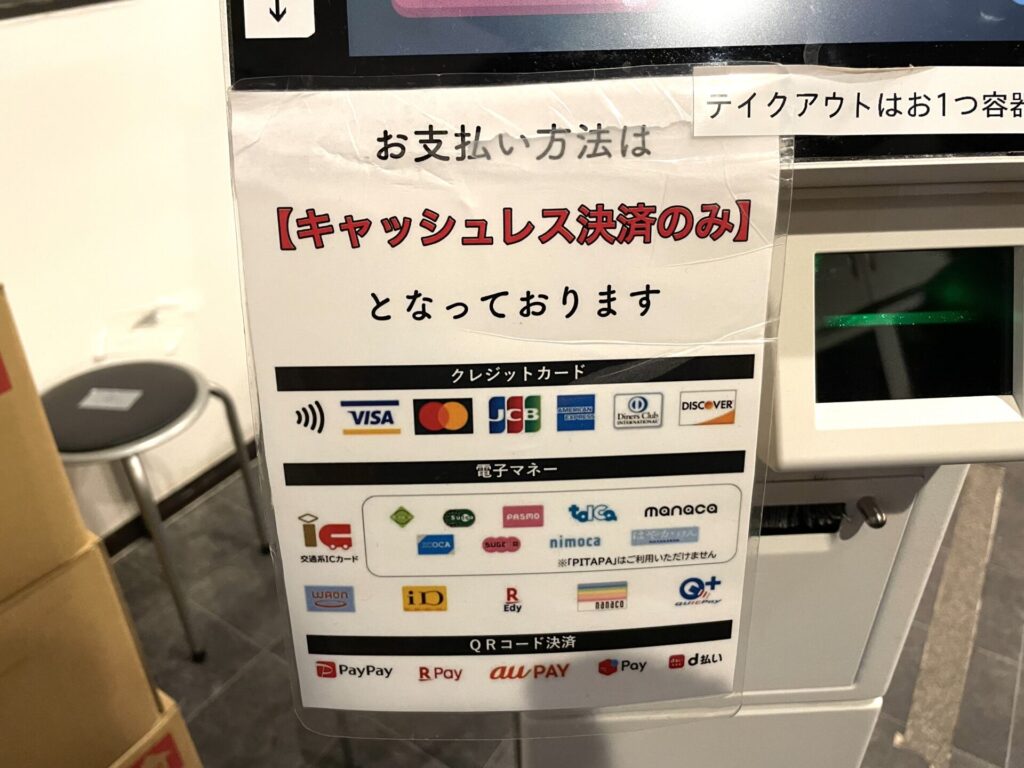 ↓
テイクアウトはお1つ容器
お支払い方法は
【キャッシュレス決済のみ】
となっております
クレジットカード
VISA JCB AMERICAN EXPRESS Diners Club INTERNATIONAL DISCOVER
電子マネー
Suica PASMO toica manaca
交通系ICカード
ICOCA SUGOCA nimoca はやかけん
※「PITAPA」はご利用いただけません
WAON iD R Edy nanaco QUICPay
QRコード決済
PayPay R Pay au PAY Pay d払い